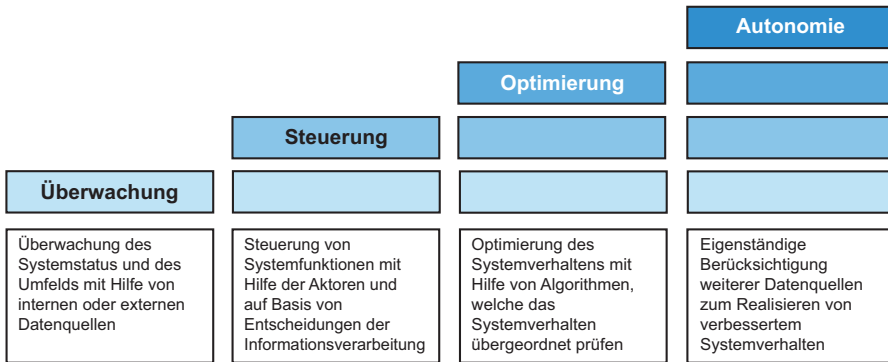 Autonomie
Optimierung
Steuerung
Überwachung
Überwachung des
Systemstatus und des
Umfelds mit Hilfe von
internen oder externen
Datenquellen
Steuerung von
Systemfunktionen mit
Hilfe der Aktoren und
auf Basis von
Entscheidungen der
Informationsverarbeitung
Optimierung des
Systemverhaltens mit
Hilfe von Algorithmen,
welche das
Systemverhalten
übergeordnet prüfen
Eigenständige
Berücksichtigung
weiterer Datenquellen
zum Realisieren von
verbessertem
Systemverhalten